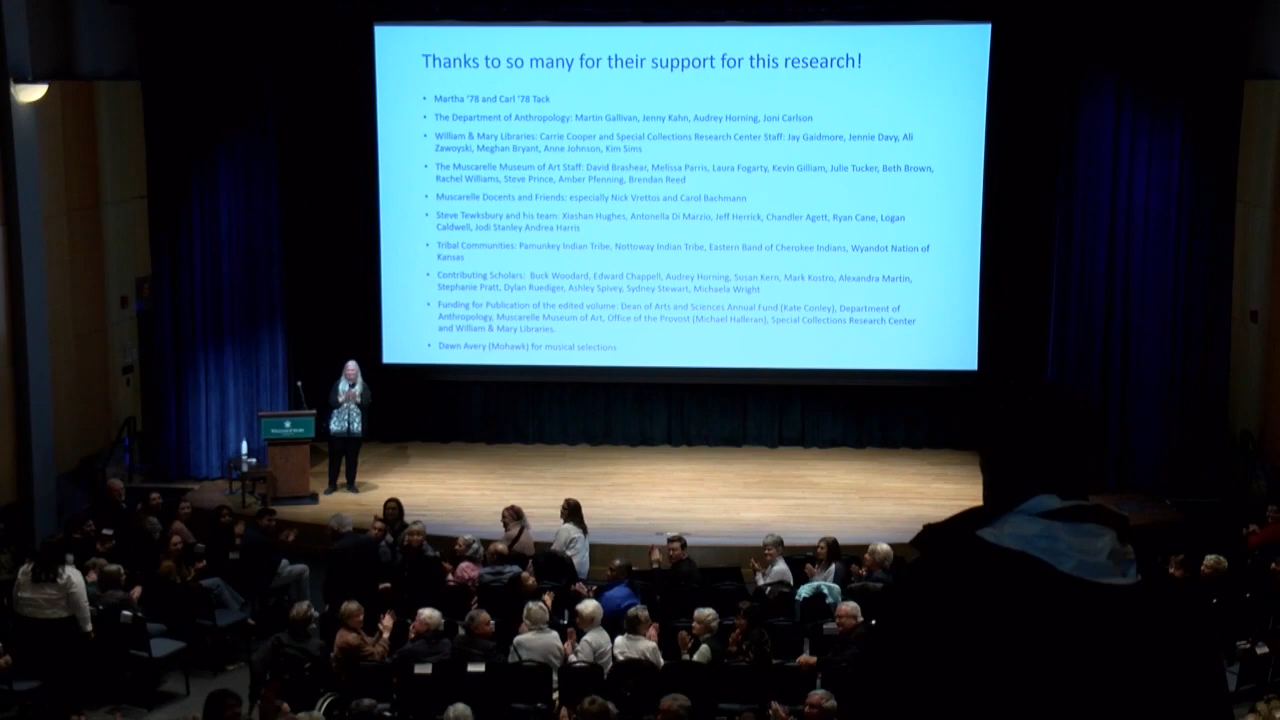 Thanks to so many for their support for this research!
• Martha '78 and Carl '78 Tack
• The Department of Anthropology: Martin Gallivan, Jenny Kahn, Audrey Horning, Joni Carlson
• William & Mary Libraries: Carrie Cooper and Special Collections Research Center Staff: Jay Gaidmore, Jennie Davy, Ali
Zawoyski, Meghan Bryant, Anne Johnson, Kim Sims
• The Muscarelle Museum of Art Staff: David Brashear, Melissa Parris, Laura Fogarty, Kevin Gilliam, Julie Tucker, Beth Brown,
Rachel Williams, Steve Prince, Amber Pfenning, Brendan Reed
• Muscarelle Docents and Friends: especially Nick Vrettos and Carol Bachmann
• Steve Tewksbury and his team: Xiashan Hughes, Antonella Di Marzio, Jeff Herrick, Chandler Agett, Ryan Cane, Logan
Caldwell, Jodi Stanley Andrea Harris
• Tribal Communities: Pamunkey Indian Tribe, Nottoway Indian Tribe, Eastern Band of Cherokee Indians, Wyandot Nation of
Kansas
• Contributing Scholars: Buck Woodard, Edward Chappell, Audrey Horning, Susan Kern, Mark Kostro, Alexandra Martin,
Stephanie Pratt, Dylan Ruediger, Ashley Spivey, Sydney Stewart, Michaela Wright
• Funding for Publication of the edited volume: Dean of Arts and Sciences Annual Fund (Kate Conley), Department of
Anthropology, Muscarelle Museum of Art, Office of the Provost (Michael Halleran), Special Collections Research Center
and William & Mary Libraries.
• Dawn Avery (Mohawk) for musical selections
WILLIAM & MARY